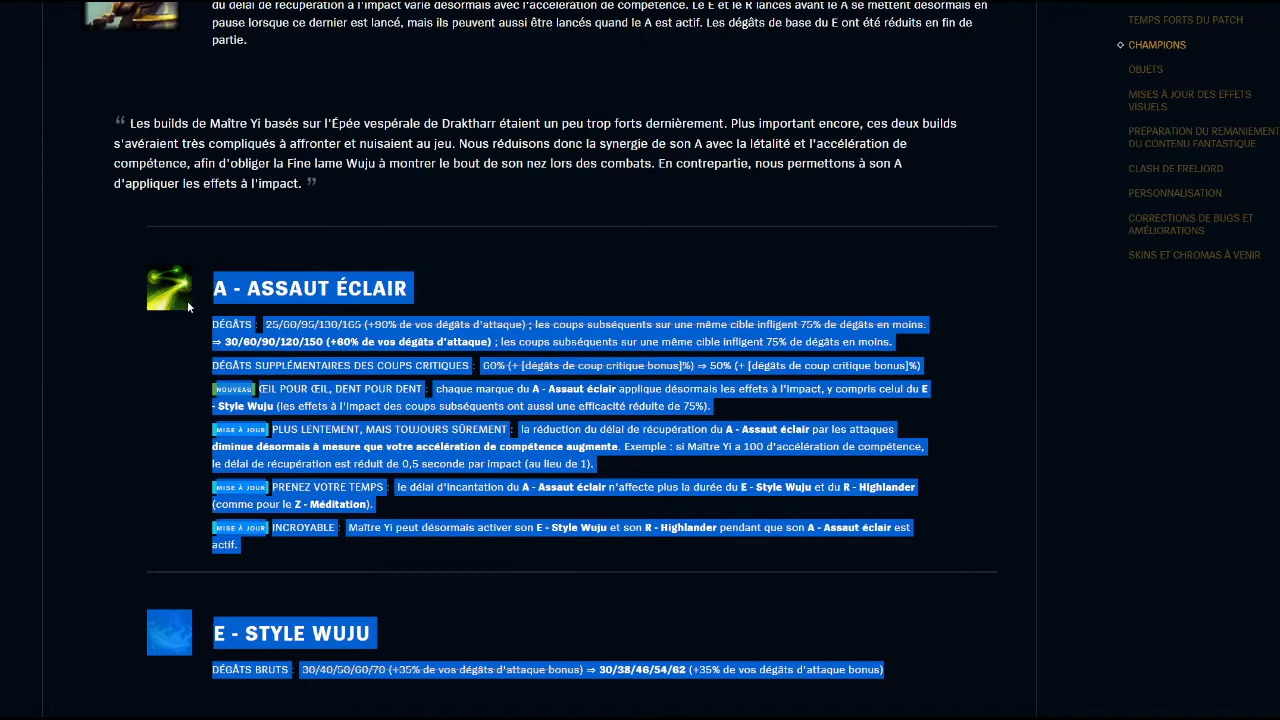 du délai de récupération à l'impact varie désormais avec l'accélération de compétence. Le E et le R lancés avant le A se mettent désormais en
pause lorsque ce dernier est lancé, mais ils peuvent aussi être lancés quand le A est actif. Les dégâts de base du E ont été réduits en fin de
partie.
“ Les builds de Maître Yi basés sur l'Épée vespérale de Draktharr étaient un peu trop forts dernièrement. Plus important encore, ces deux builds
s'avéraient très compliqués à affronter et nuisaient au jeu. Nous réduisons donc la synergie de son A avec la létalité et l'accélération de
compétence, afin d'obliger la Fine lame Wuju à montrer le bout de son nez lors des combats. En contrepartie, nous permettons à son A
d'appliquer les effets à l'impact. ”
A - ASSAUT ÉCLAIR
DÉGÂTS : 25/60/95/130/165 (+90% de vos dégâts d'attaque) ; les coups subséquents sur une même cible infligent 75% de dégâts en moins.
⇒ 30/60/90/120/150 (+60% de vos dégâts d'attaque) ; les coups subséquents sur une même cible infligent 75% de dégâts en moins.
DÉGÂTS SUPPLÉMENTAIRES DES COUPS CRITIQUES : 60% (+ [dégâts de coup critique bonus]%) ⇒ 50% (+ [dégâts de coup critique bonus]%)
NOUVEAU ŒIL POUR ŒIL, DENT POUR DENT : chaque marque du A - Assaut éclair applique désormais les effets à l'impact, y compris celui du E
- Style Wuju (les effets à l'impact des coups subséquents ont aussi une efficacité réduite de 75%).
MISE À JOUR PLUS LENTEMENT, MAIS TOUJOURS SÛREMENT : la réduction du délai de récupération du A - Assaut éclair par les attaques
diminue désormais à mesure que votre accélération de compétence augmente. Exemple : si Maître Yi a 100 d'accélération de compétence,
le délai de récupération est réduit de 0,5 seconde par impact (au lieu de 1).
MISE À JOUR PRENEZ VOTRE TEMPS : le délai d'incantation du A - Assaut éclair n'affecte plus la durée du E - Style Wuju et du R - Highlander
(comme pour le Z - Méditation).
MISE À JOUR INCROYABLE : Maître Yi peut désormais activer son E - Style Wuju et son R - Highlander pendant que son A - Assaut éclair est
actif.
E - STYLE WUJU
DÉGÂTS BRUTS : 30/40/50/60/70 (+35% de vos dégâts d'attaque bonus) ⇒ 30/38/46/54/62 (+35% de vos dégâts d'attaque bonus)
TEMPS FORTS DU PATCH
CHAMPIONS
OBJETS
MISES À JOUR DES EFFETS
VISUELS
PRÉPARATION DU REMANIEMENT
DU CONTENU FANTASTIQUE
CLASH DE FRELJORD
PERSONNALISATION
CORRECTIONS DE BUGS ET
AMÉLIORATIONS
SKINS ET CHROMAS À VENIR